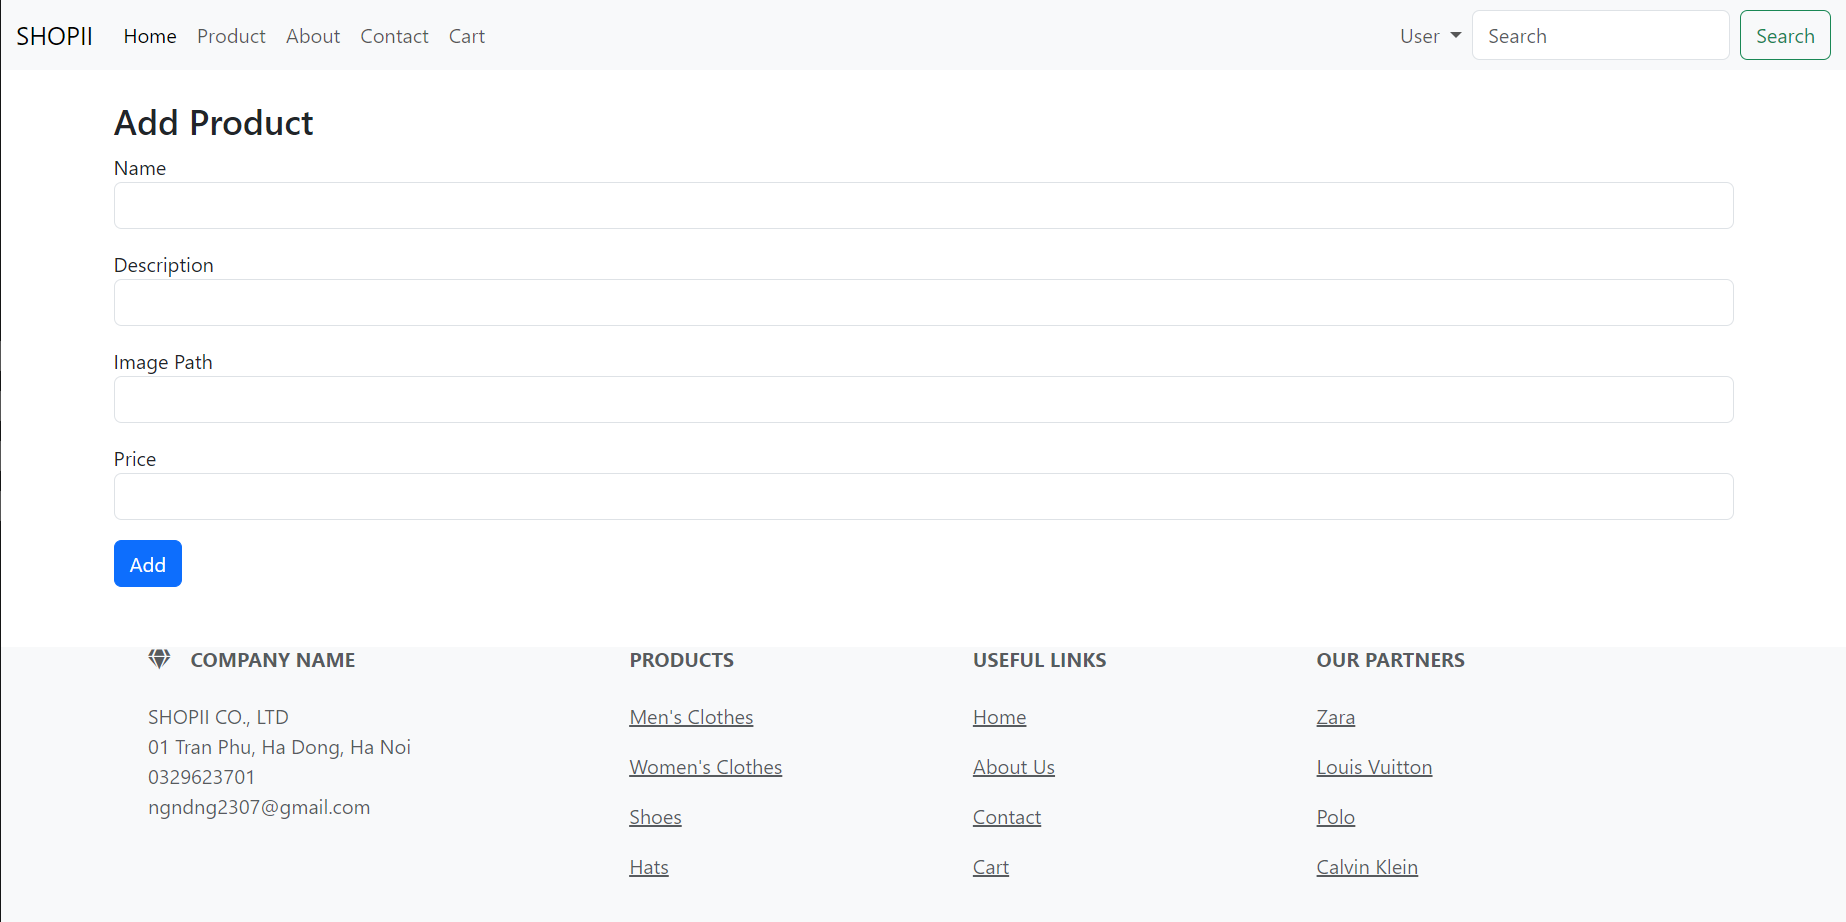 SHOPII Home Product About Contact Cart User Search Search
Add Product
Name
Description
Image Path
Price
Add
COMPANY NAME
SHOPII CO., LTD
01 Tran Phu, Ha Dong, Ha Noi
0329623701
ngndng2307@gmail.com
PRODUCTS
Men's Clothes
Women's Clothes
Shoes
Hats
USEFUL LINKS
Home
About Us
Contact
Cart
OUR PARTNERS
Zara
Louis Vuitton
Polo
Calvin Klein